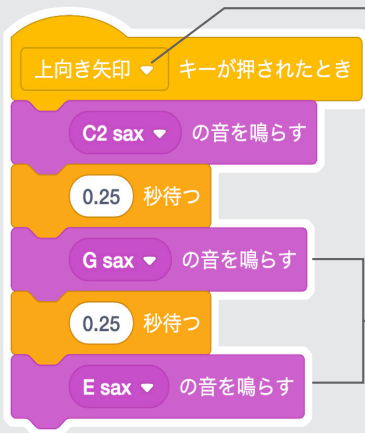 上向き矢印 キーが押されたとき
C2 sax の音を鳴らす
0.25 秒待つ
G sax の音を鳴らす
0.25 秒待つ
E sax の音を鳴らす